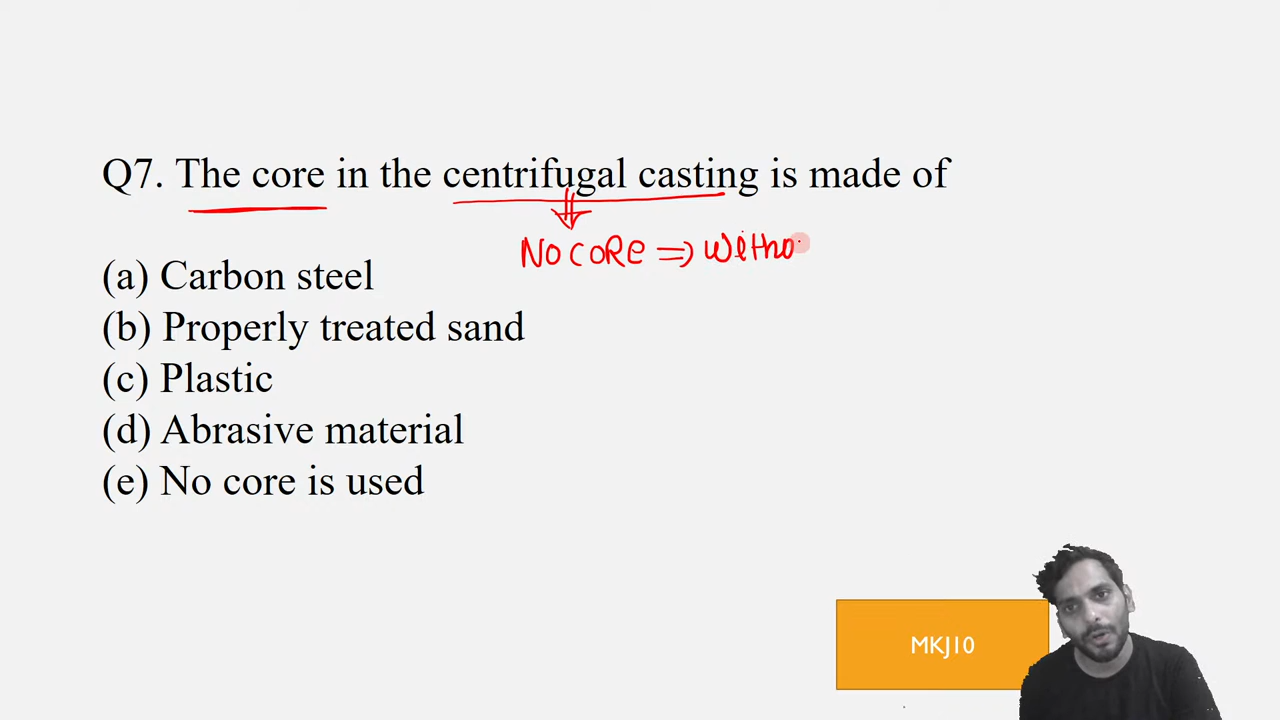 Q7. The core in the centrifugal casting is made of
NO CORE ⇒ Witho
(a) Carbon steel
(b) Properly treated sand
(c) Plastic
(d) Abrasive material
(e) No core is used
MKJ10